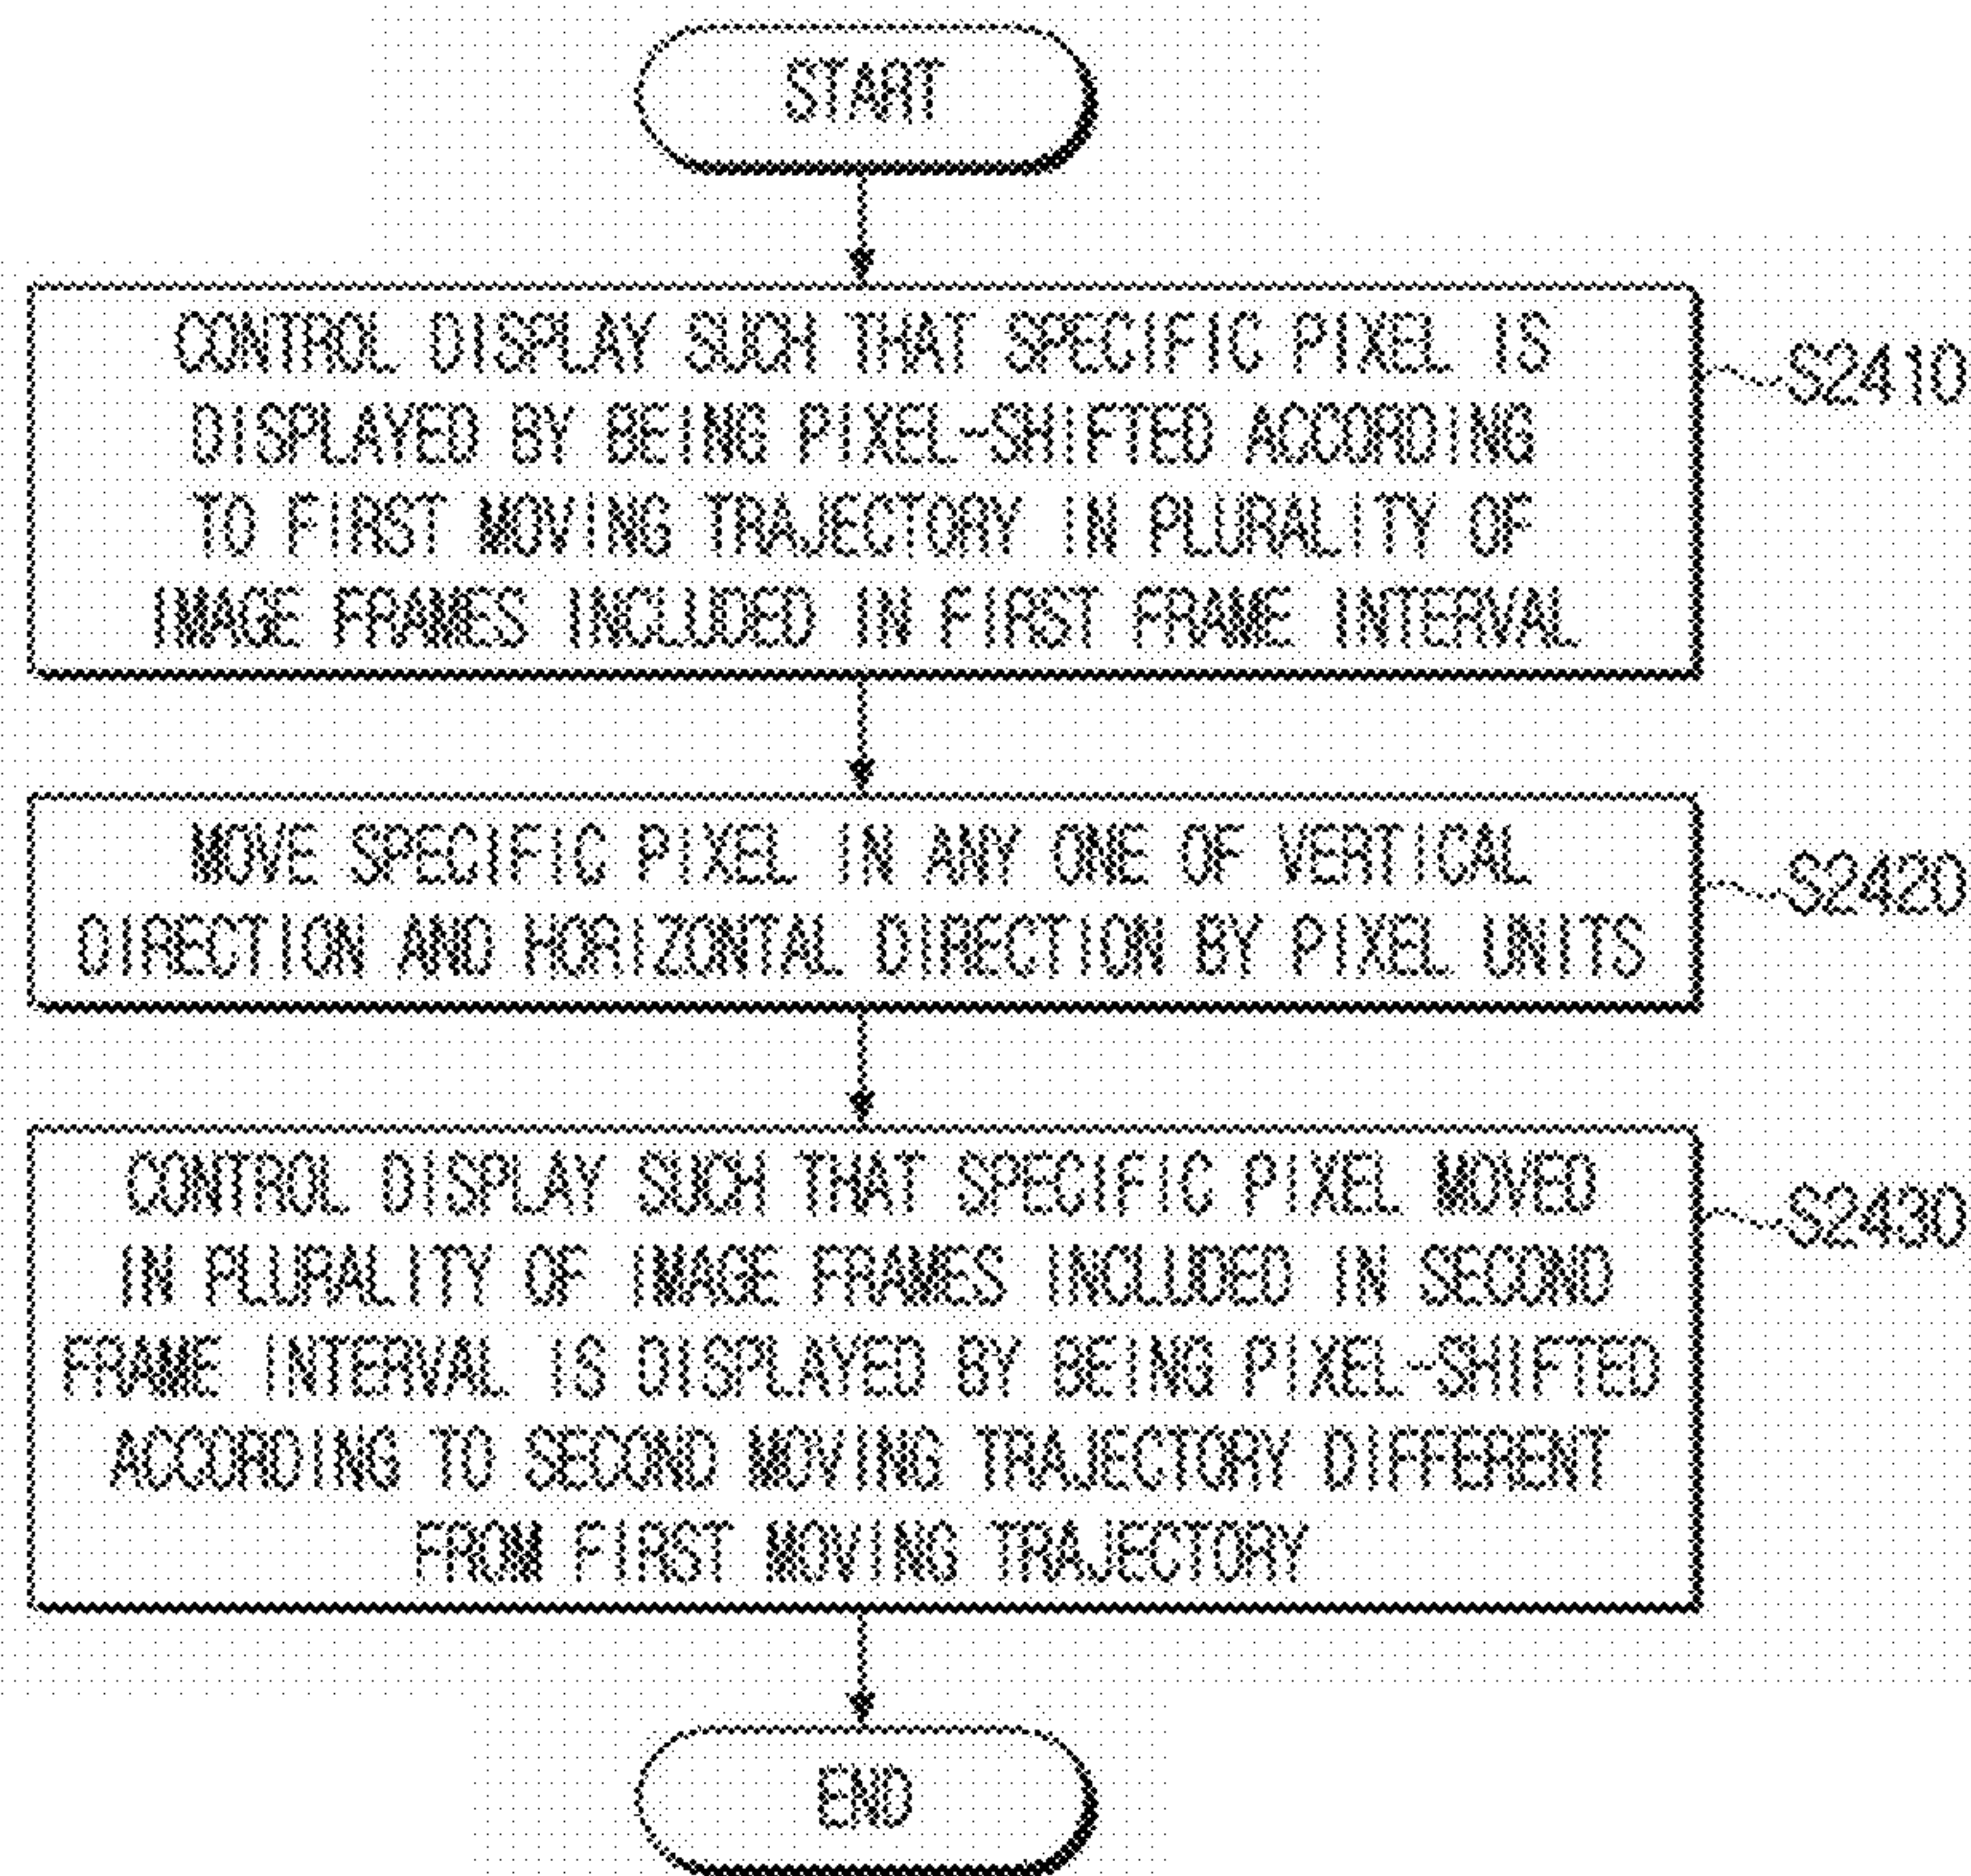 START
CONTROL DISPLAY SUCH THAT SPECIFIC PIXEL IS
DISPLAYED BY BEING PIXEL-SHIFTED ACCORDING
TO FIRST MOVING TRAJECTORY IN PLURALITY OF
IMAGE FRAMES INCLUDED IN FIRST FRAME INTERVAL
S2410
MOVE SPECIFIC PIXEL IN ANY ONE OF VERTICAL
DIRECTION AND HORIZONTAL DIRECTION BY PIXEL UNITS
S2420
CONTROL DISPLAY SUCH THAT SPECIFIC PIXEL MOVED
IN PLURALITY OF IMAGE FRAMES INCLUDED IN SECOND
FRAME INTERVAL IS DISPLAYED BY BEING PIXEL-SHIFTED
ACCORDING TO SECOND MOVING TRAJECTORY DIFFERENT
FROM FIRST MOVING TRAJECTORY
S2430
END